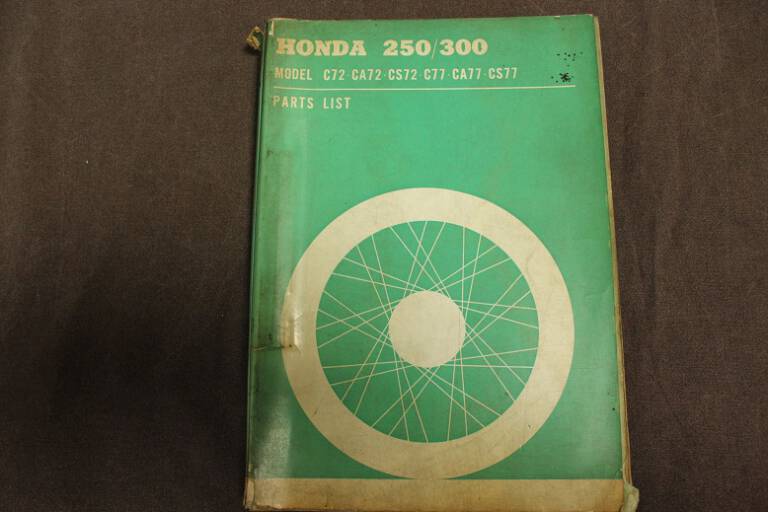 HONDA 250/300
MODEL C72·CA72·CS72·C77·CA77·CS77
PARTS LIST